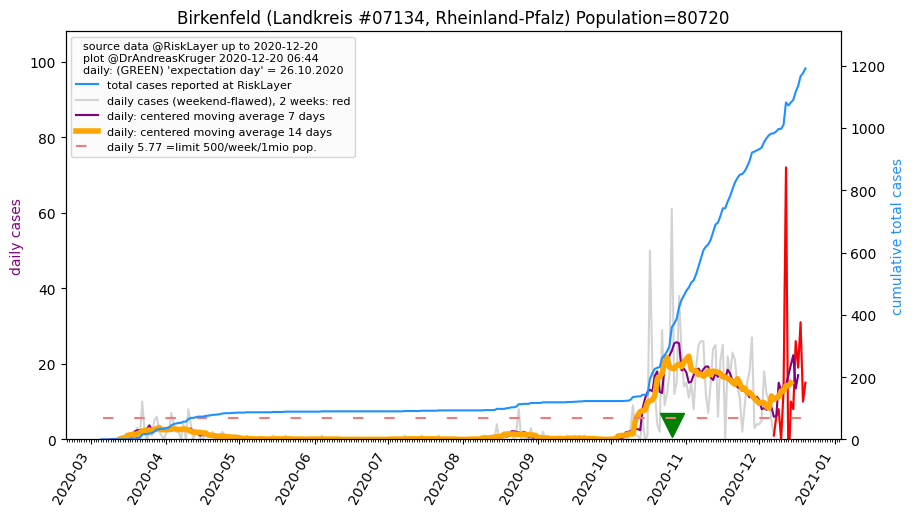 Birkenfeld (Landkreis #07134, Rheinland-Pfalz) Population=80720
source data @RiskLayer up to 2020-12-20
plot @DrAndreasKruger 2020-12-20 06:44
daily: (GREEN) 'expectation day' = 26.10.2020
total cases reported at RiskLayer
daily cases (weekend-flawed), 2 weeks: red
daily: centered moving average 7 days
daily: centered moving average 14 days
daily 5.77 =limit 500/week/1mio pop.
daily cases
100
80
60
40
20
0
cumulative total cases
1200
1000
800
600
400
200
0
2020-03
2020-04
2020-05
2020-06
2020-07
2020-08
2020-09
2020-10
2020-11
2020-12
2021-01